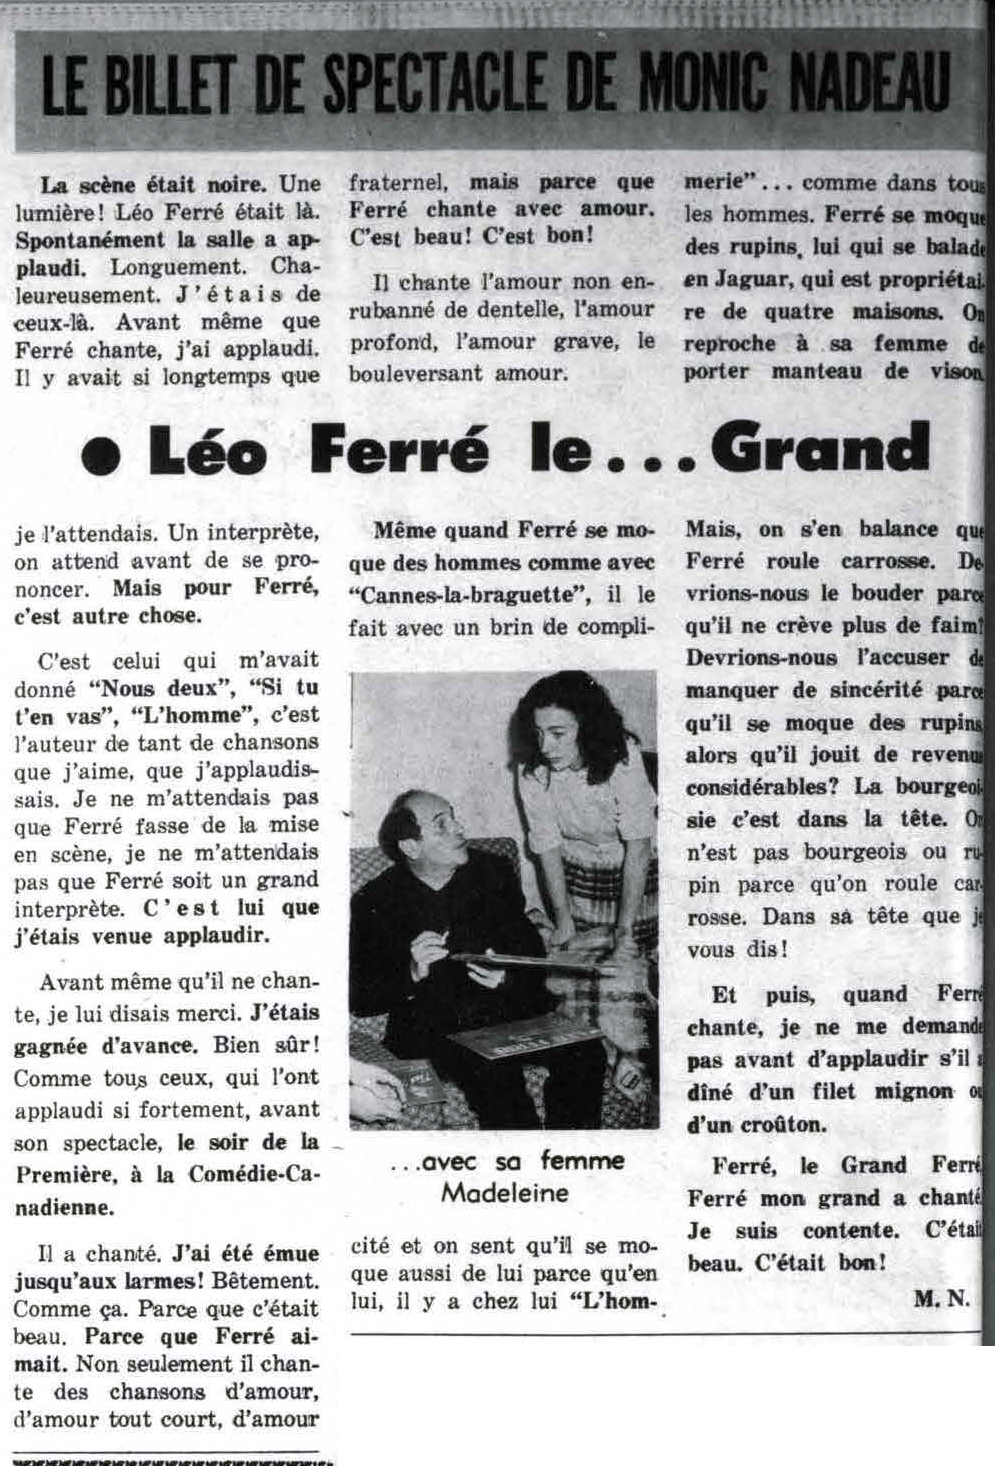 LE BILLET DE SPECTACLE DE MONIC NADEAU
La scène était noire. Une
lumière! Léo Ferré était là.
Spontanément la salle a ap-
plaudi. Longuement. Cha-
leureusement. J'étais de
ceux-là. Avant même que
Ferré chante, j'ai applaudi.
Il y avait si longtemps que
● Léo Ferré le...Grand
je l'attendais. Un interprète,
on attend avant de se pro-
noncer. Mais pour Ferré,
c'est autre chose.
C'est celui qui m'avait
donné "Nous deux", "Si tu
t'en vas", "L'homme", c'est
l'auteur de tant de chansons
que j'aime, que j'applaudis-
sais. Je ne m'attendais pas
que Ferré fasse de la mise
en scène, je ne m'attendais
pas que Ferré soit un grand
interprète. C'est lui que
j'étais venue applaudir.
Avant même qu'il ne chan-
te, je lui disais merci. J'étais
gagnée d'avance. Bien sûr!
Comme tous ceux, qui l'ont
applaudi si fortement, avant
son spectacle, le soir de la
Première, à la Comédie-Ca-
nadienne.
Il a chanté. J'ai été émue
jusqu'aux larmes! Bêtement.
Comme ça. Parce que c'était
beau. Parce que Ferré ai-
mait. Non seulement il chan-
te des chansons d'amour,
d'amour tout court, d'amour
fraternel, mais parce que
Ferré chante avec amour.
C'est beau! C'est bon!
Il chante l'amour non en-
rubanné de dentelle, l'amour
profond, l'amour grave, le
bouleversant amour.
Même quand Ferré se mo-
que des hommes comme avec
"Cannes-la-braguette", il le
fait avec un brin de compli-
...avec sa femme
Madeleine
cité et on sent qu'il se mo-
que aussi de lui parce qu'en
lui, il y a chez lui "L'hom-
merie"... comme dans tous
les hommes. Ferré se moque
des rupins, lui qui se balade
en Jaguar, qui est propriétai-
re de quatre maisons. On
reproche à sa femme de
porter manteau de vison.
Mais, on s'en balance que
Ferré roule carrosse. De-
vrions-nous le bouder parce
qu'il ne crève plus de faim?
Devrions-nous l'accuser de
manquer de sincérité parce
qu'il se moque des rupins
alors qu'il jouit de revenus
considérables? La bourgeoi-
sie c'est dans la tête. On
n'est pas bourgeois ou ru-
pin parce qu'on roule car-
rosse. Dans sa tête que je
vous dis!
Et puis, quand Ferré
chante, je ne me demande
pas avant d'applaudir s'il a
dîné d'un filet mignon ou
d'un croûton.
Ferré, le Grand Ferré
Ferré mon grand a chanté
Je suis contente. C'était
beau. C'était bon!
M. N.